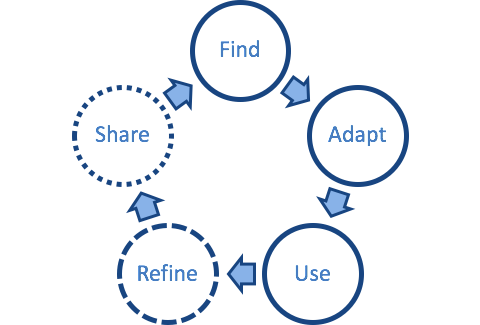 Find
Adapt
Use
Refine
Share